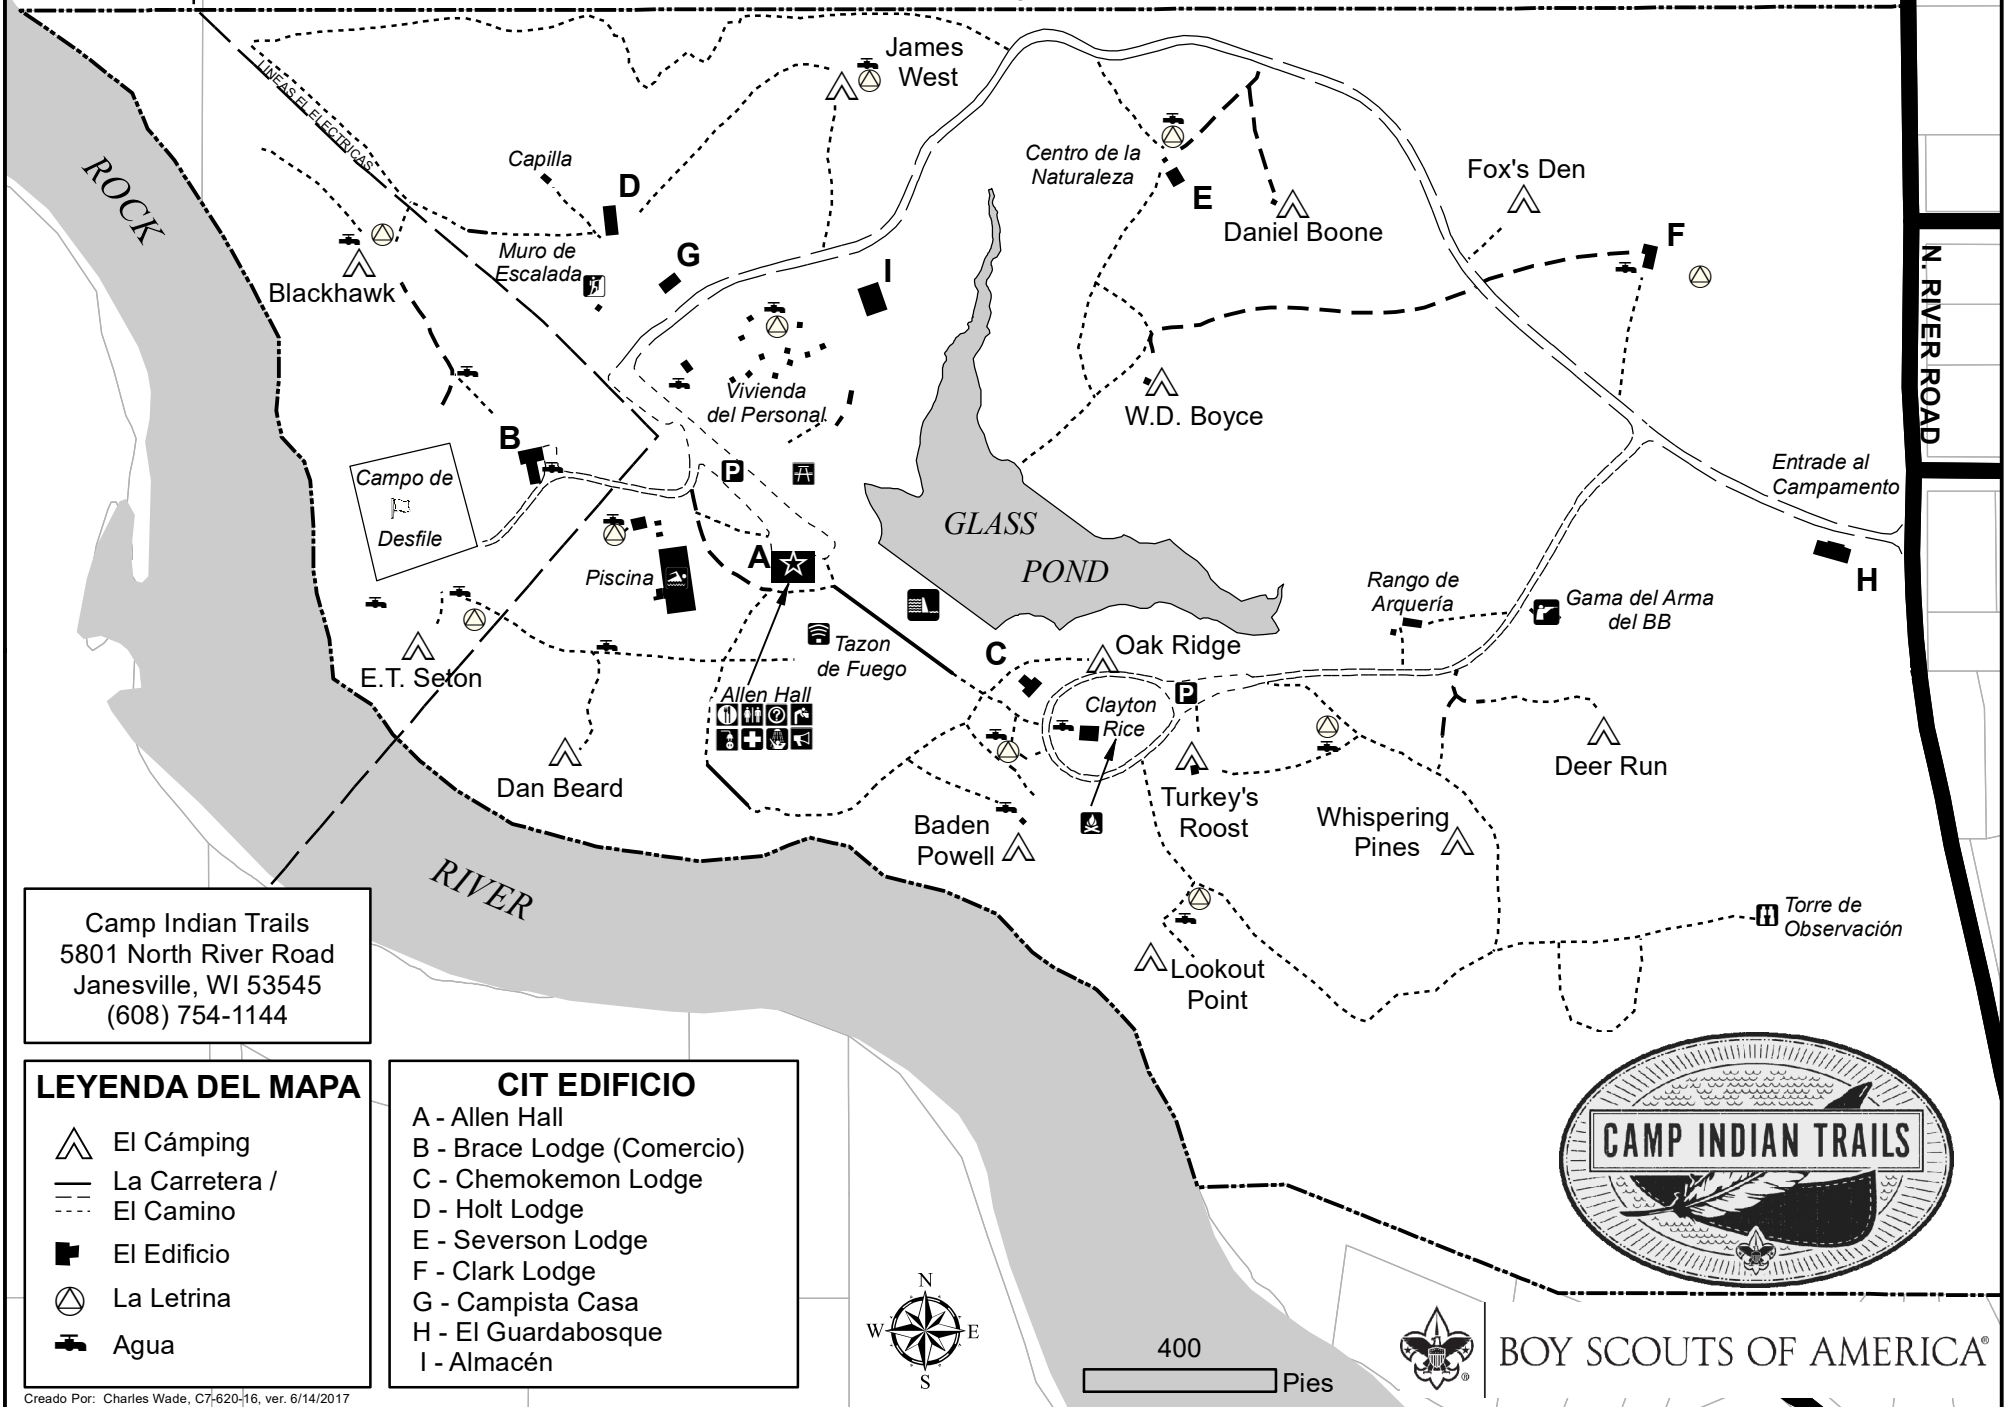 LINEAS EL ELECTRICAS
ROCK
James
West
Capilla
D
Muro de
Escalada
G
I
Blackhawk
Centro de la
Naturaleza
E
Daniel Boone
Fox's Den
F
N. RIVER ROAD
Vivienda
del Personal
W.D. Boyce
B
Campo de
Desfile
P
GLASS
POND
Entrade al
Campamento
H
Piscina
A
Rango de
Arquería
Gama del Arma
del BB
E.T. Seton
Tazon
de Fuego
C
Oak Ridge
Allen Hall
Clayton
Rice
P
Dan Beard
Baden
Powell
Turkey's
Roost
Whispering
Pines
Deer Run
RIVER
Lookout
Point
Torre de
Observación
Camp Indian Trails
5801 North River Road
Janesville, WI 53545
(608) 754-1144
LEYENDA DEL MAPA
El Cámping
La Carretera /
El Camino
El Edificio
La Letrina
Agua
CIT EDIFICIO
A - Allen Hall
B - Brace Lodge (Comercio)
C - Chemokemon Lodge
D - Holt Lodge
E - Severson Lodge
F - Clark Lodge
G - Campista Casa
H - El Guardabosque
I - Almacén
N
W
E
S
400
Pies
CAMP INDIAN TRAILS
BOY SCOUTS OF AMERICA®
Creado Por: Charles Wade, C7-620-16, ver. 6/14/2017